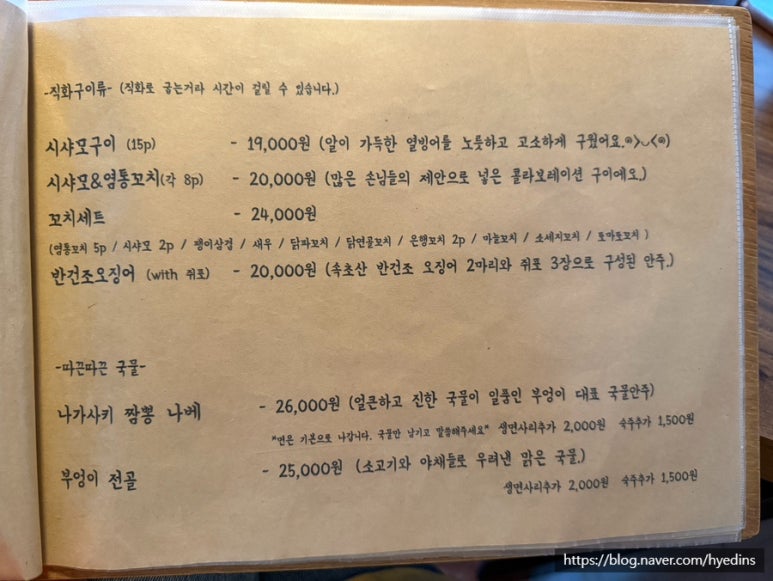 -직화구이류- (직화로 굽는거라 시간이 걸릴 수 있습니다.)
시샤모구이 (15p) - 19,000원 (알이 가득한 열빙어를 노릇하고 고소하게 구웠어요.๑❯◡❮๑)
시샤모&염통꼬치(각 8p) - 20,000원 (많은 손님들의 제안으로 넣은 콜라보레이션 구이에요.)
꼬치세트 - 24,000원
(염통꼬치 5p / 시샤모 2p / 팽이삼겹 / 새우 / 닭파꼬치 / 닭연골꼬치 / 은행꼬치 2p / 마늘꼬치 / 소세지꼬치 / 토마토꼬치 )
반건조오징어 (with 쥐포) - 20,000원 (속초산 반건조 오징어 2마리와 쥐포 3장으로 구성된 안주.)
-따끈따끈 국물-
나가사키 짬뽕 나베 - 26,000원 (얼큰하고 진한 국물이 일품인 부엉이 대표 국물안주)
"면은 기본으로 나갑니다. 국물만 남기고 말씀해주세요" 생면사리추가 2,000원 숙주추가 1,500원
부엉이 전골 - 25,000원 (소고기와 야채들로 우려낸 맑은 국물.)
생면사리추가 2,000원 숙주추가 1,500원
https://blog.naver.com/hyedins